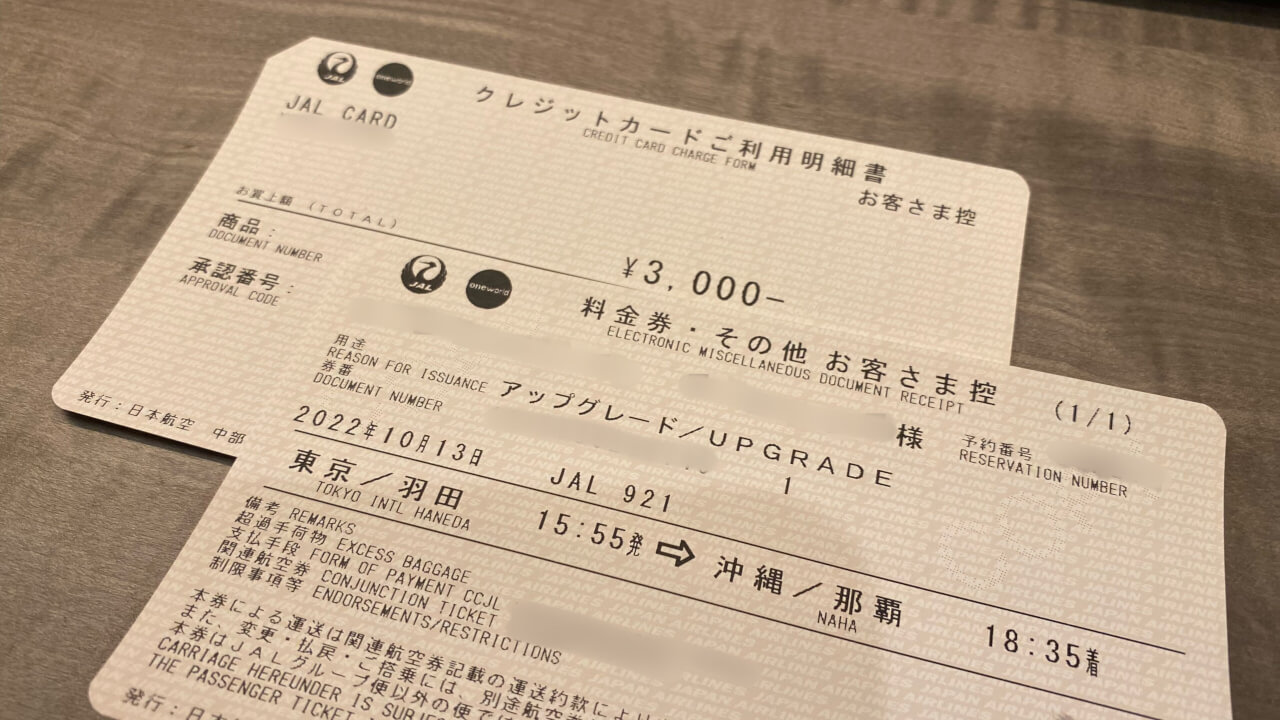 JAL
oneworld
JAL CARD
クレジットカードご利用明細書
CREDIT CARD CHARGE FORM
お客さま控
お買上額 (TOTAL)
¥3,000-
商品:
DOCUMENT NUMBER
承認番号:
APPROVAL CODE
発行:日本航空 中部
JAL
oneworld
料金券・その他 お客さま控
ELECTRONIC MISCELLANEOUS DOCUMENT RECEIPT
(1/1)
様
予約番号
RESERVATION NUMBER
用途
REASON FOR ISSUANCE アップグレード/UPGRADE
券番
DOCUMENT NUMBER
1
2022年10月13日 JAL 921
東京/羽田 15:55発 ⇨ 沖縄/那覇 18:35着
TOKYO INTL HANEDA NAHA
備考 REMARKS
超過手荷物 EXCESS BAGGAGE
支払手段 FORM OF PAYMENT CCJL
関連航空券 CONJUNCTION TICKET
制限事項等 ENDORSEMENTS/RESTRICTIONS
本券による運送は関連航空券記載の運送約款により
また、変更・払戻・ご搭乗には、別途航空券
本券はJALグループ便以外の便では
CARRIAGE HEREUNDER IS SUBJE
THE PASSENGER TICKET
発行:日本